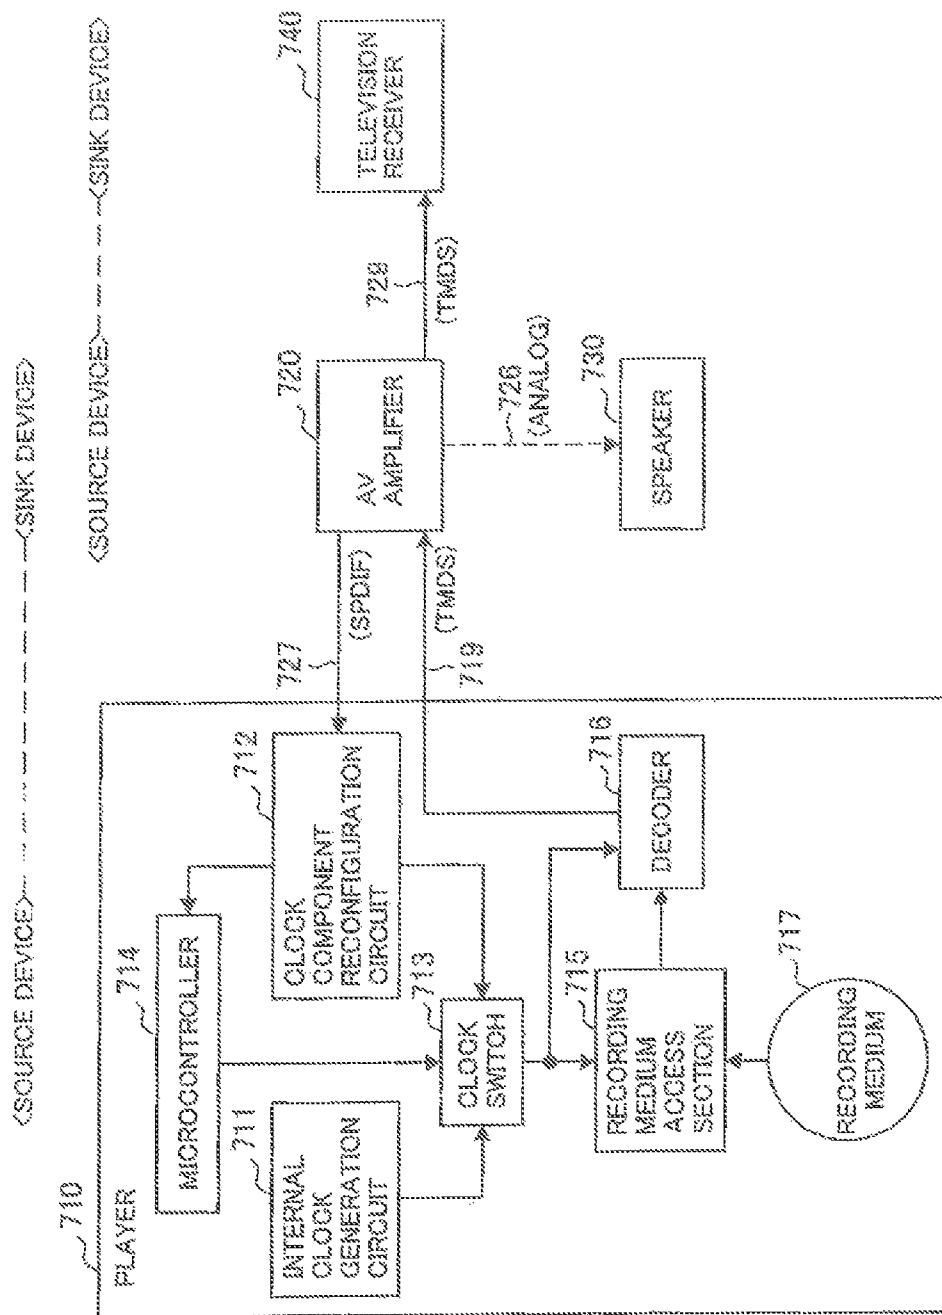 <SOURCE DEVICE>— — — — — —<SINK DEVICE>
<SOURCE DEVICE>— — — —<SINK DEVICE>
710
PLAYER
714
MICROCONTROLLER
711
INTERNAL
CLOCK
GENERATION
CIRCUIT
712
CLOCK
COMPONENT
RECONFIGURATION
CIRCUIT
713
CLOCK
SWITCH
715
RECORDING
MEDIUM
ACCESS
SECTION
716
DECODER
717
RECORDING
MEDIUM
727
(SPDIF)
719
(TMDS)
720
AV
AMPLIFIER
728
(TMDS)
726
(ANALOG)
730
SPEAKER
740
TELEVISION
RECEIVER